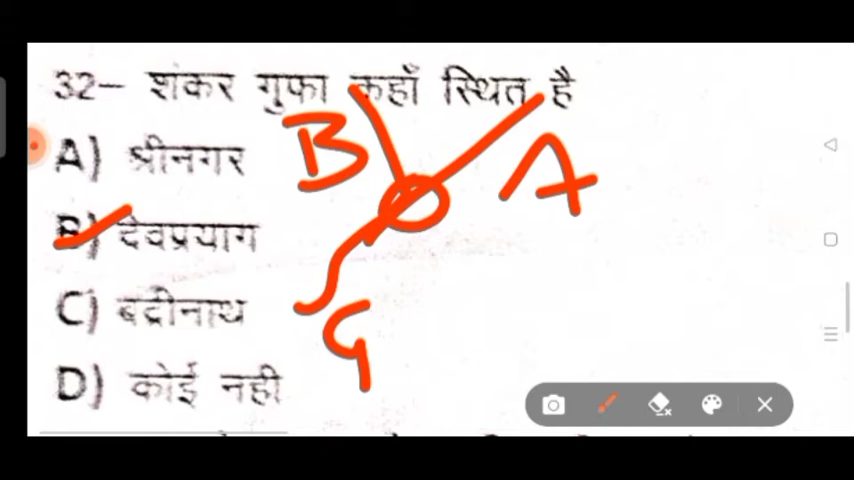 32- शंकर गुफा कहाँ स्थित है
A) श्रीनगर
B) देवप्रयाग
C) बद्रीनाथ
D) कोई नही
B
A
G